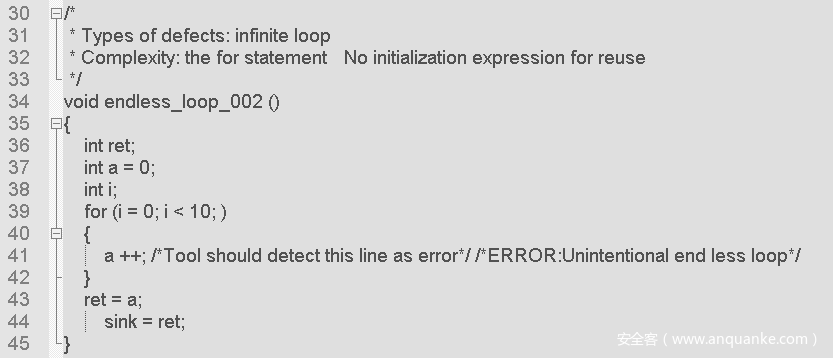 30 /*
31 * Types of defects: infinite loop
32 * Complexity: the for statement   No initialization expression for reuse
33 */
34 void endless_loop_002 ()
35 {
36 int ret;
37 int a = 0;
38 int i;
39 for (i = 0; i < 10; )
40 {
41 a ++; /*Tool should detect this line as error*/ /*ERROR:Unintentional end less loop*/
42 }
43 ret = a;
44 sink = ret;
45 }
安全客（www.anquanke.com）